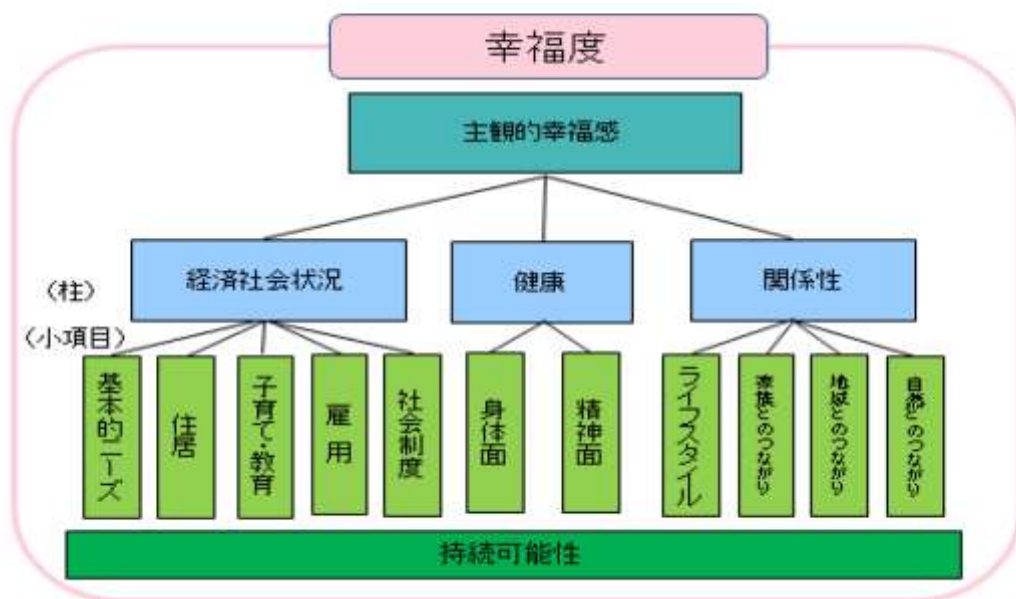 幸福度
主観的幸福感
経済社会状況
健康
関係性
〈柱〉
〈小項目〉
基本的ニーズ
住居
子育て・教育
雇用
社会制度
身体面
精神面
ライフスタイル
家族とのつながり
地域とのつながり
自然とのつながり
持続可能性